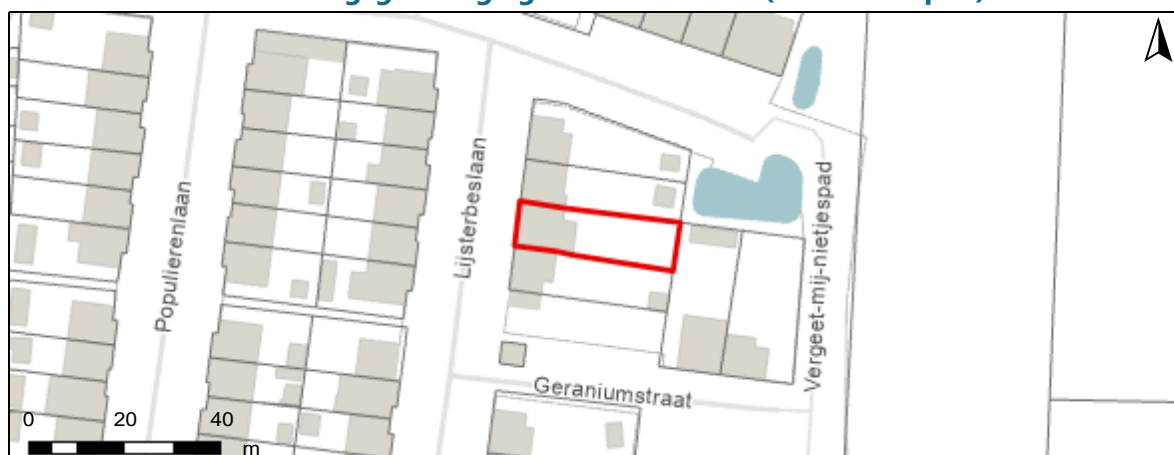 Populierenlaan
Lijsterbeslaan
Vergeet-mij-nietjespad
Geraniumstraat
0 20 40
m